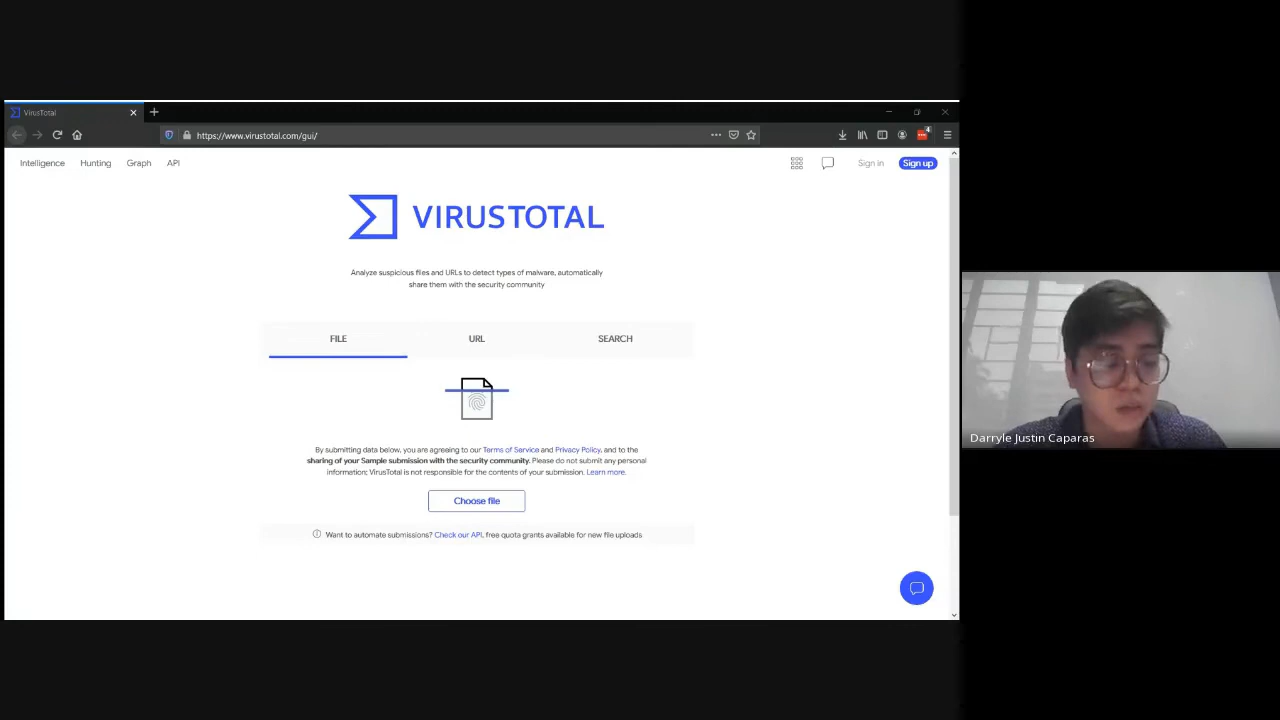 VirusTotal
https://www.virustotal.com/gui/
4
Intelligence Hunting Graph API
Sign in Sign up
VIRUSTOTAL
Analyze suspicious files and URLs to detect types of malware, automatically
share them with the security community
FILE URL SEARCH
By submitting data below, you are agreeing to our Terms of Service and Privacy Policy, and to the
sharing of your Sample submission with the security community. Please do not submit any personal
information; VirusTotal is not responsible for the contents of your submission. Learn more.
Choose file
Want to automate submissions? Check our API, free quota grants available for new file uploads
Darryle Justin Caparas